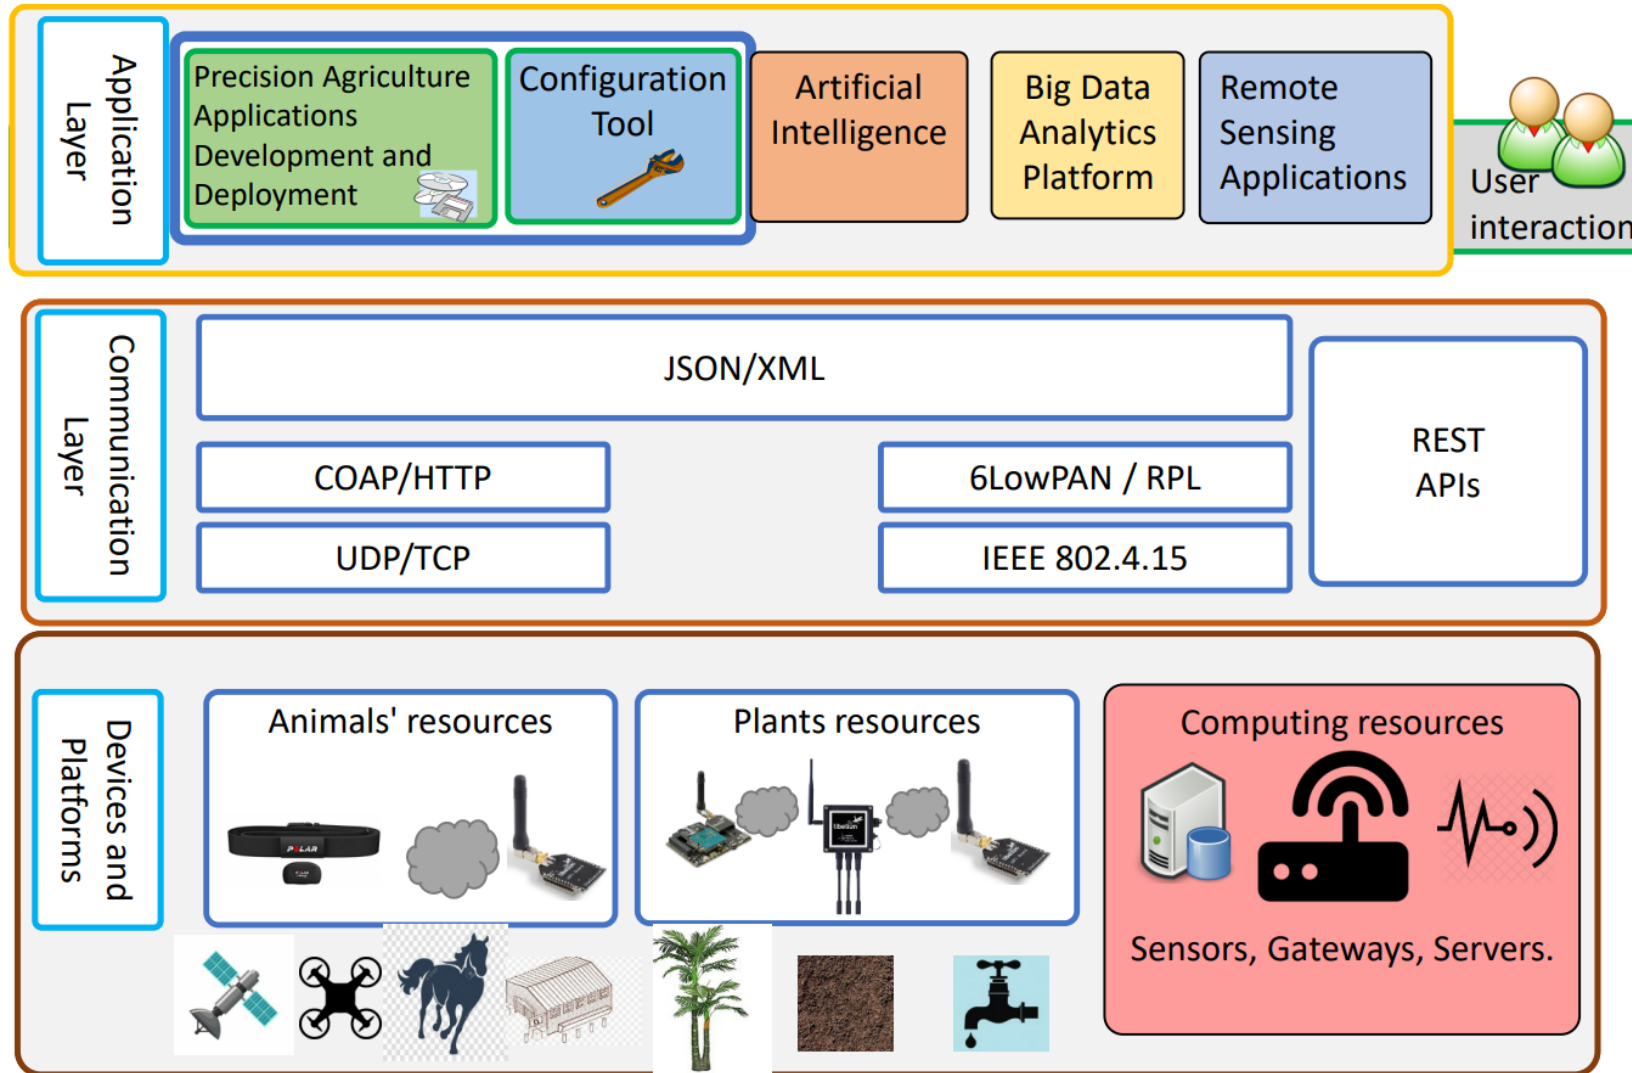 Application
Layer
Precision Agriculture
Applications
Development and
Deployment
Configuration
Tool
Artificial
Intelligence
Big Data
Analytics
Platform
Remote
Sensing
Applications
User
interaction
Communication
Layer
JSON/XML
COAP/HTTP
6LowPAN / RPL
UDP/TCP
IEEE 802.4.15
REST
APIs
Devices and
Platforms
Animals' resources
POLAR
Plants resources
libelium
Computing resources
Sensors, Gateways, Servers.